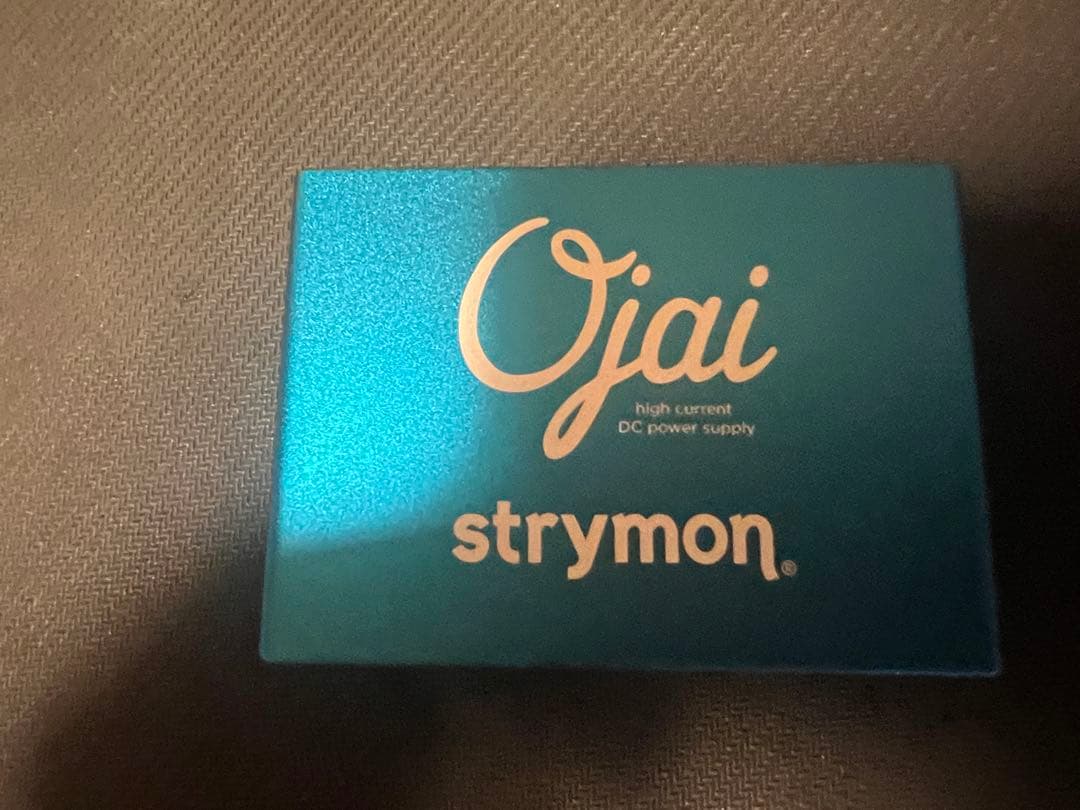 Ojai
high current
DC power supply
strymon®